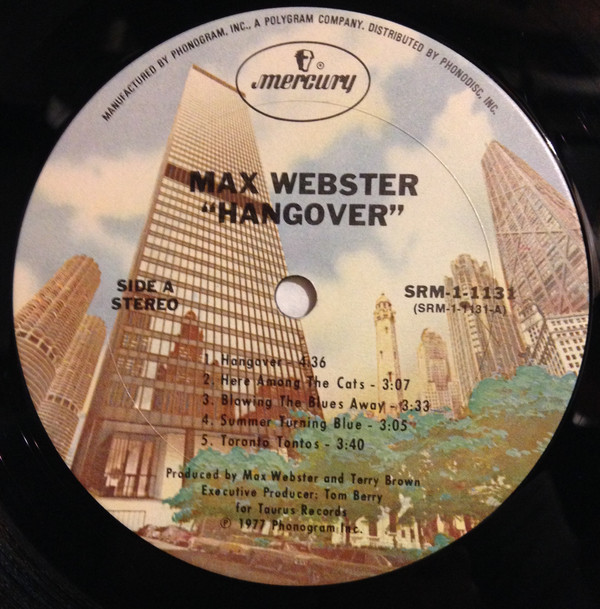 MANUFACTURED BY PHONOGRAM, INC., A POLYGRAM COMPANY. DISTRIBUTED BY PHONODISC, INC.
®
mercury
MAX WEBSTER
"HANGOVER"
SIDE A
STEREO
SRM-1-1131
(SRM-1-1131-A)
1. Hangover - 4:36
2. Here Among The Cats - 3:07
3. Blowing The Blues Away - 3:33
4. Summer Turning Blue - 3:05
5. Toronto Tontos - 3:40
Produced by Max Webster and Terry Brown
Executive Producer: Tom Berry
for Taurus Records
℗ 1977 Phonogram Inc.